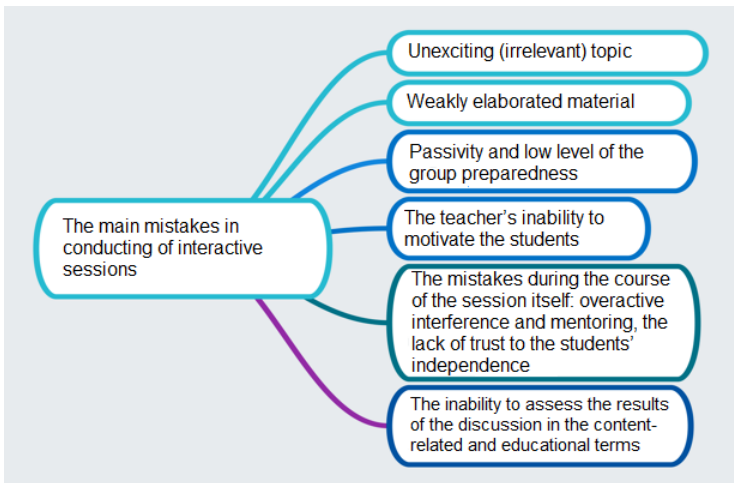 Unexciting (irrelevant) topic
Weakly elaborated material
Passivity and low level of the
group preparedness
The main mistakes in
conducting of interactive
sessions
The teacher’s inability to
motivate the students
The mistakes during the course
of the session itself: overactive
interference and mentoring, the
lack of trust to the students’
independence
The inability to assess the results
of the discussion in the content-
related and educational terms